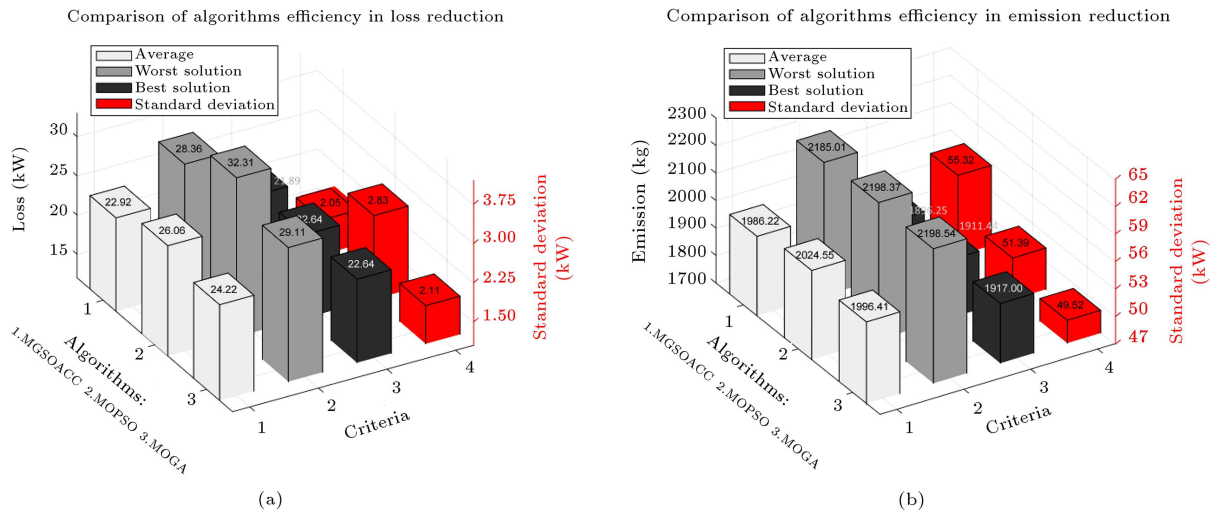 Comparison of algorithms efficiency in loss reduction
Average
Worst solution
Best solution
Standard deviation
Loss (kW)
30
25
20
15
28.36
32.31
22.92
26.06
24.22
29.11
22.64
2.05
2.83
2.11
3.75
3.00
2.25
1.50
Standard deviation
(kW)
1
2
3
Algorithms:
1.MGSOACC 2.MOPSO 3.MOGA
1
2
3
4
Criteria
(a)
Comparison of algorithms efficiency in emission reduction
Average
Worst solution
Best solution
Standard deviation
Emission (kg)
2300
2200
2100
2000
1900
1800
1700
2185.01
2198.37
1986.22
2024.55
1996.41
2198.54
1917.00
55.32
51.39
49.52
65
62
59
56
53
50
47
Standard deviation
(kW)
1
2
3
Algorithms:
1.MGSOACC 2.MOPSO 3.MOGA
1
2
3
4
Criteria
(b)